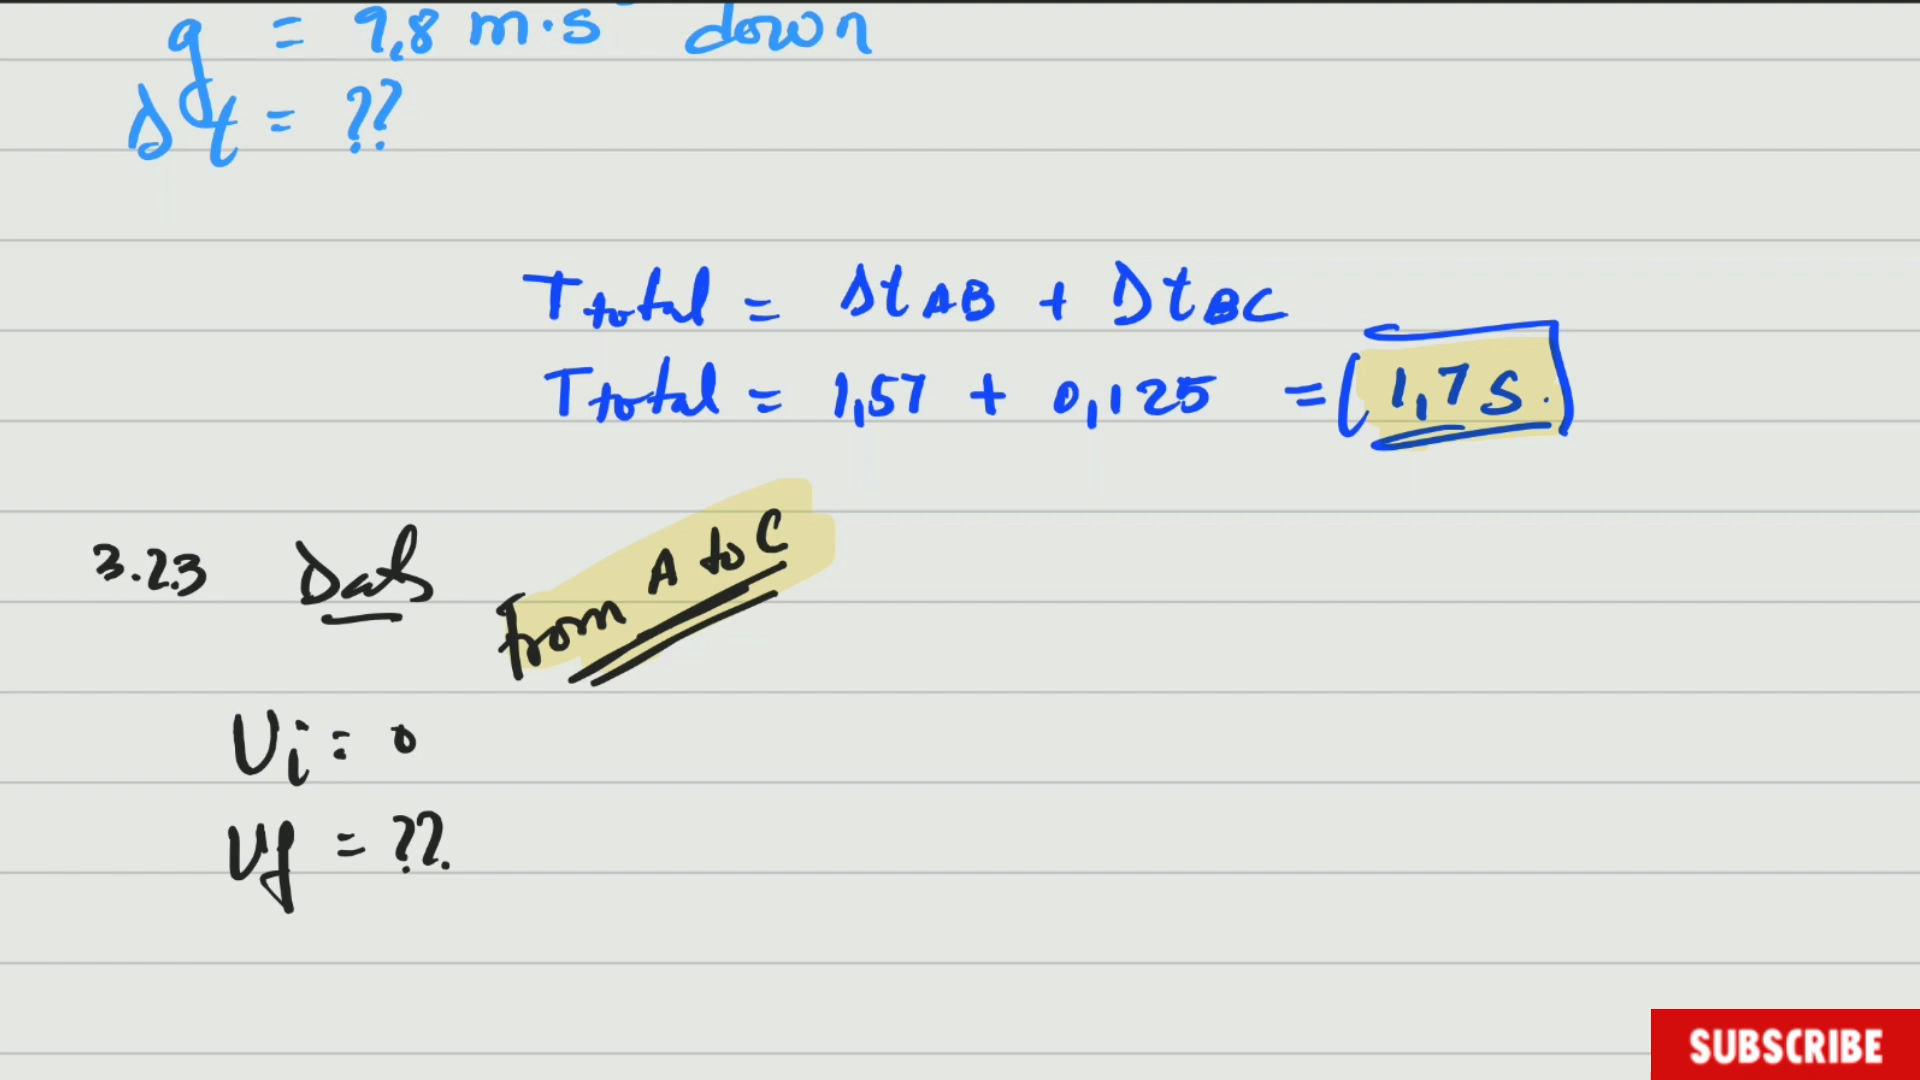 g = 9,8 m·s⁻ down
Δt = ??
Ttotal = ΔtAB + ΔtBC
Ttotal = 1,57 + 0,125 = (1,7 s.)
3.2.3 Data
from A to C
Vi = 0
Vf = ??.
SUBSCRIBE